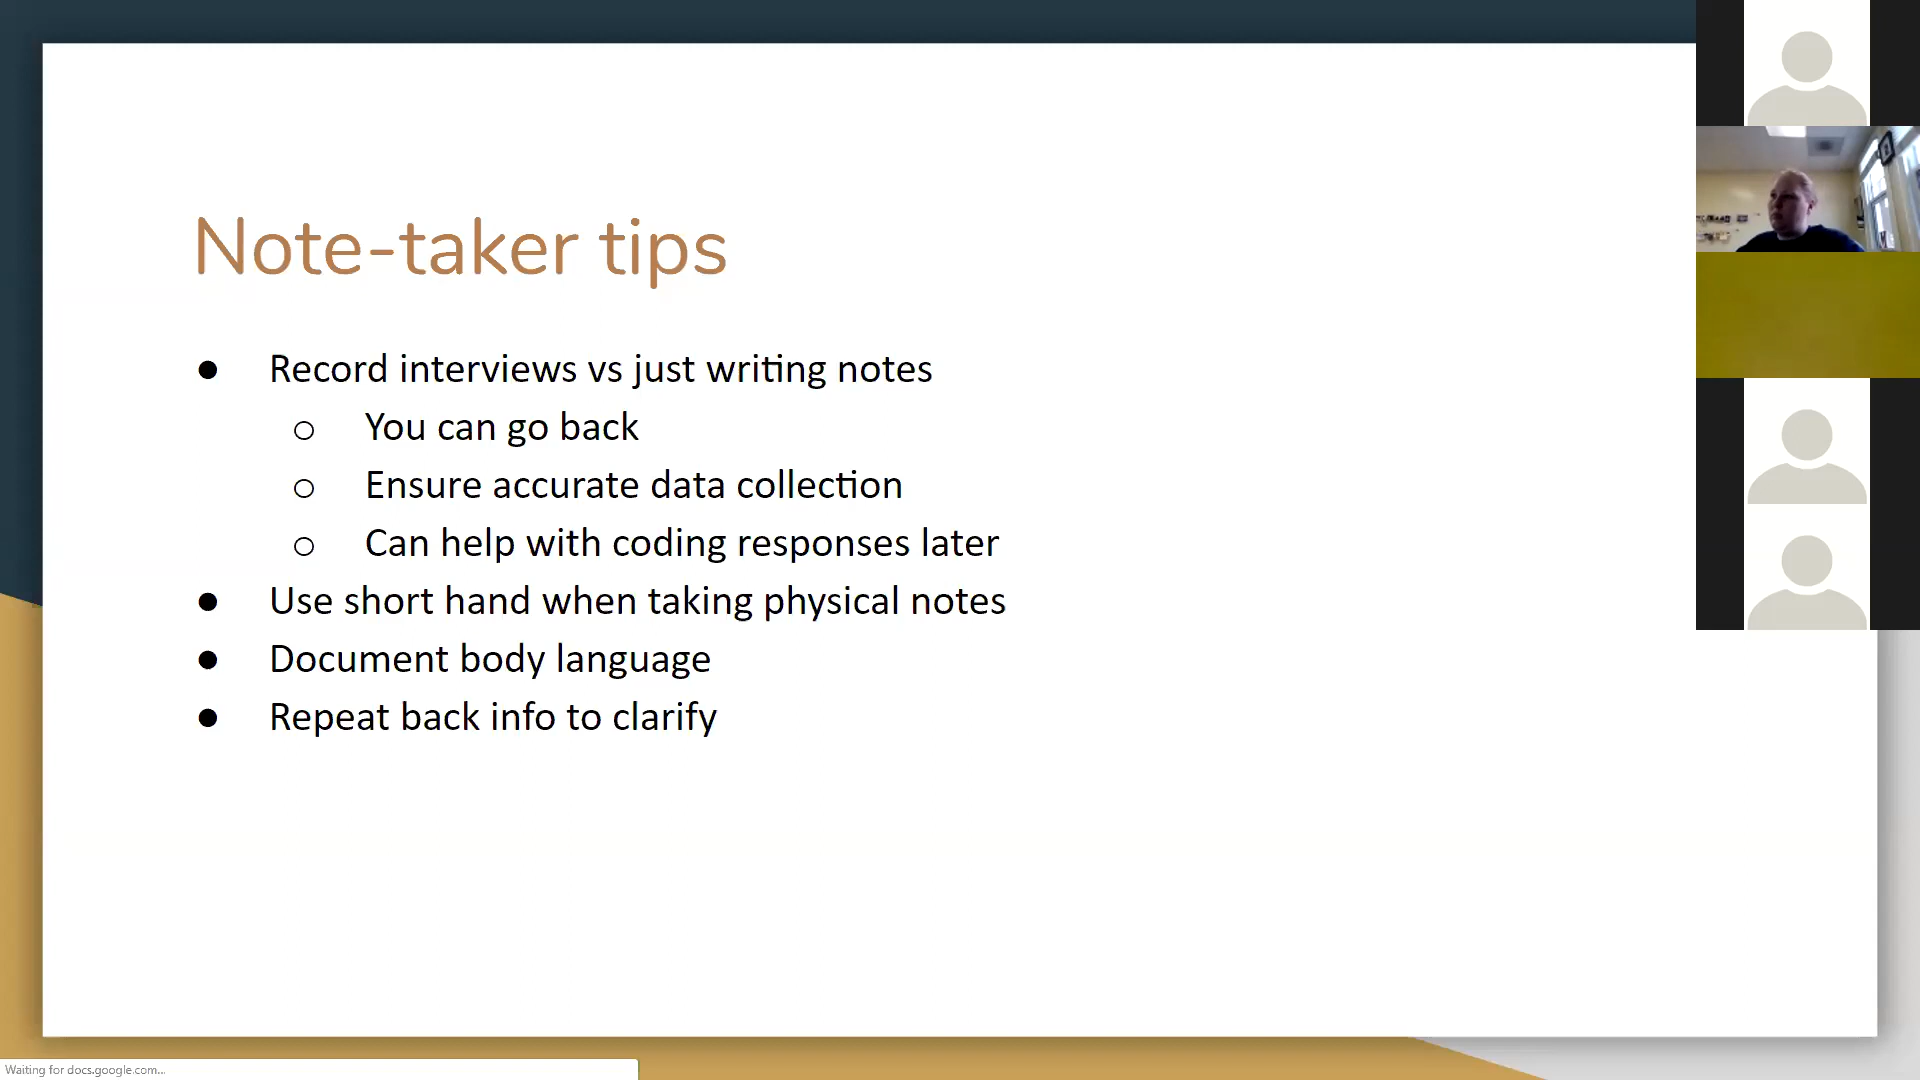 Note-taker tips
● Record interviews vs just writing notes
○ You can go back
○ Ensure accurate data collection
○ Can help with coding responses later
● Use short hand when taking physical notes
● Document body language
● Repeat back info to clarify
Waiting for docs.google.com...